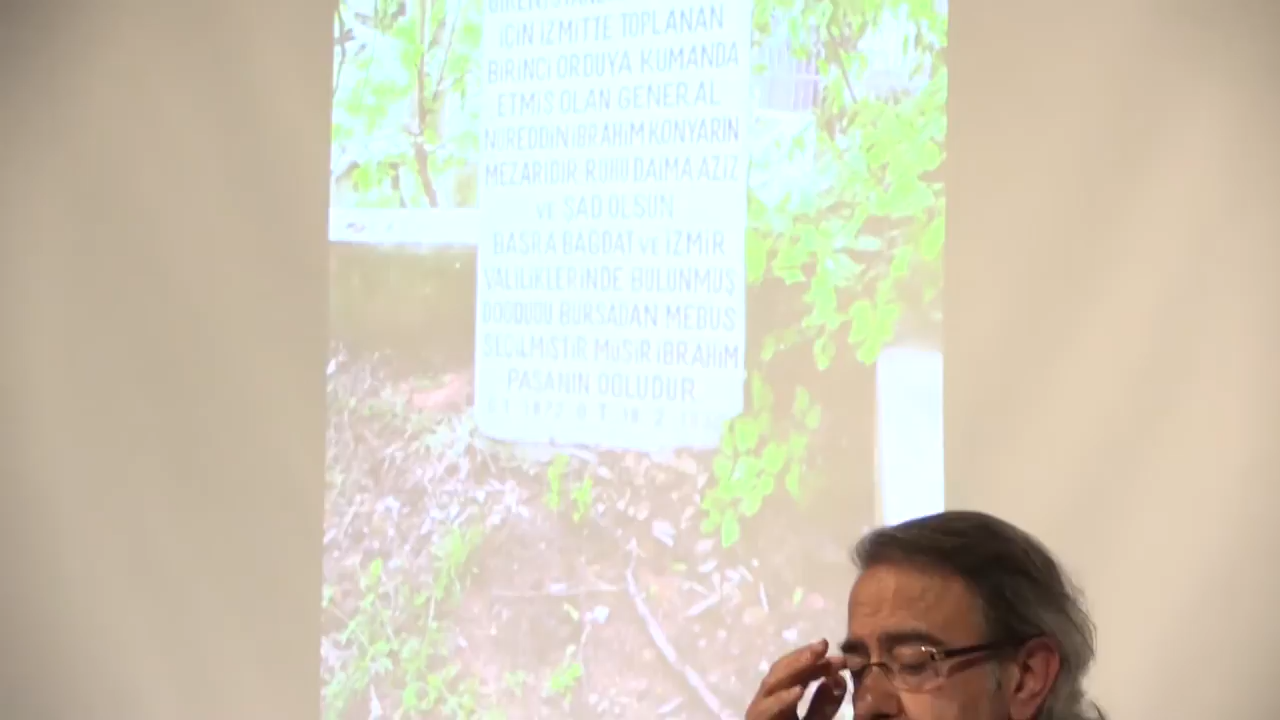 İÇİN İZMİTTE TOPLANAN
BİRİNCİ ORDUYA KUMANDA
ETMİŞ OLAN GENERAL
NUREDDİN İBRAHİM KONYARIN
MEZARIDIR. RUHU DAİMA AZİZ
VE ŞAD OLSUN
BASRA BAĞDAT VE İZMİR
VALİLİKLERİNDE BULUNMUŞ
DOĞDUĞU BURSADAN MEBUS
SEÇİLMİŞTİR MÜŞİR İBRAHİM
PAŞANIN OĞLUDUR